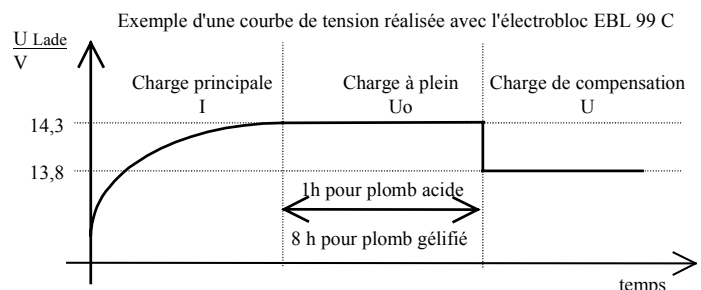 Exemple d'une courbe de tension réalisée avec l'électrobloc EBL 99 C
U Lade
V
Charge principale
I
Charge à plein
Uo
Charge de compensation
U
14,3
13,8
1h pour plomb acide
8 h pour plomb gélifié
temps